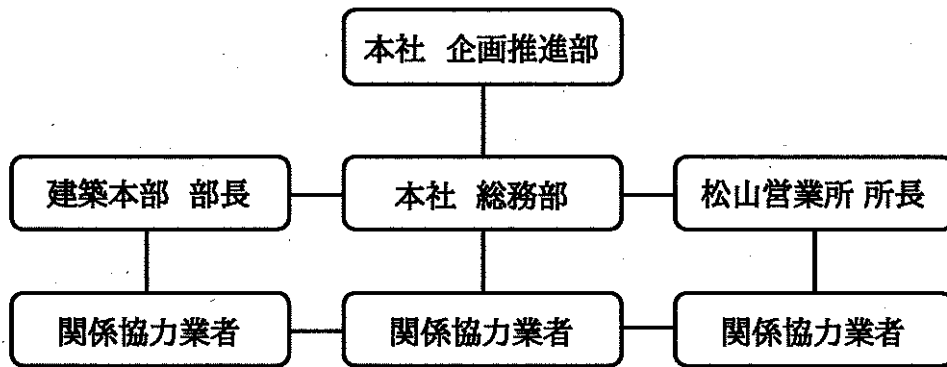 本社 企画推進部
建築本部 部長
本社 総務部
松山営業所 所長
関係協力業者
関係協力業者
関係協力業者